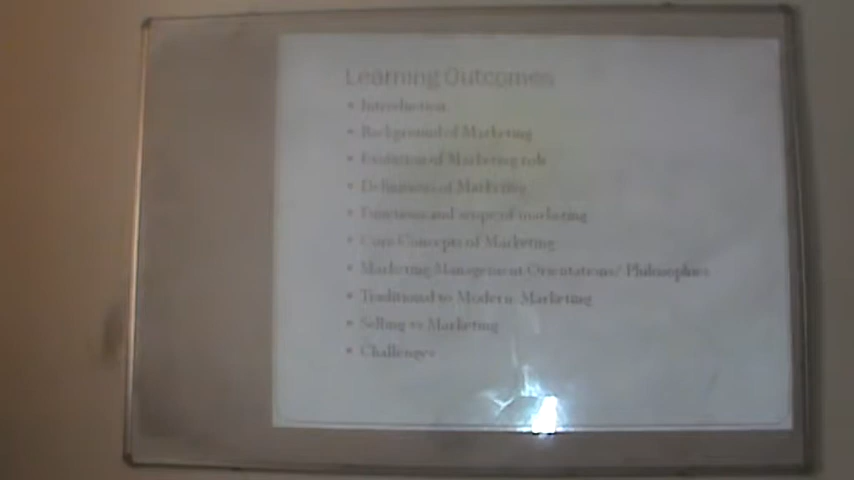 Learning Outcomes
• Introduction
• Background of Marketing
• Evolution of Marketing role
• Definitions of Marketing
• Functions and scope of marketing
• Core Concepts of Marketing
• Marketing Management Orientations/ Philosophies
• Traditional to Modern Marketing
• Selling vs Marketing
• Challenges